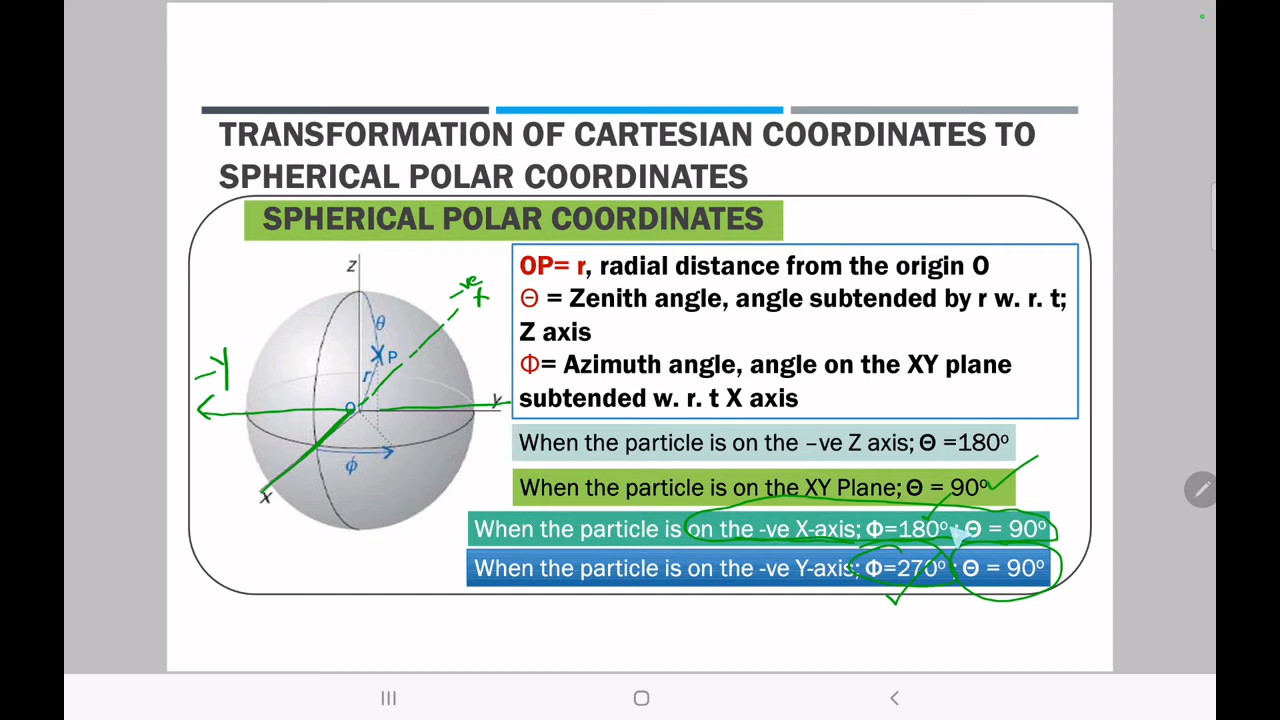 TRANSFORMATION OF CARTESIAN COORDINATES TO
SPHERICAL POLAR COORDINATES
SPHERICAL POLAR COORDINATES
OP= r, radial distance from the origin O
Θ = Zenith angle, angle subtended by r w. r. t;
Z axis
Φ= Azimuth angle, angle on the XY plane
subtended w. r. t X axis
When the particle is on the –ve Z axis; Θ =180º
When the particle is on the XY Plane; Θ = 90º
When the particle is on the -ve X-axis; Φ=180º ; Θ = 90º
When the particle is on the -ve Y-axis; Φ=270º ; Θ = 90º
z
-ve x
θ
P
r
-Y
O
y
ϕ
x